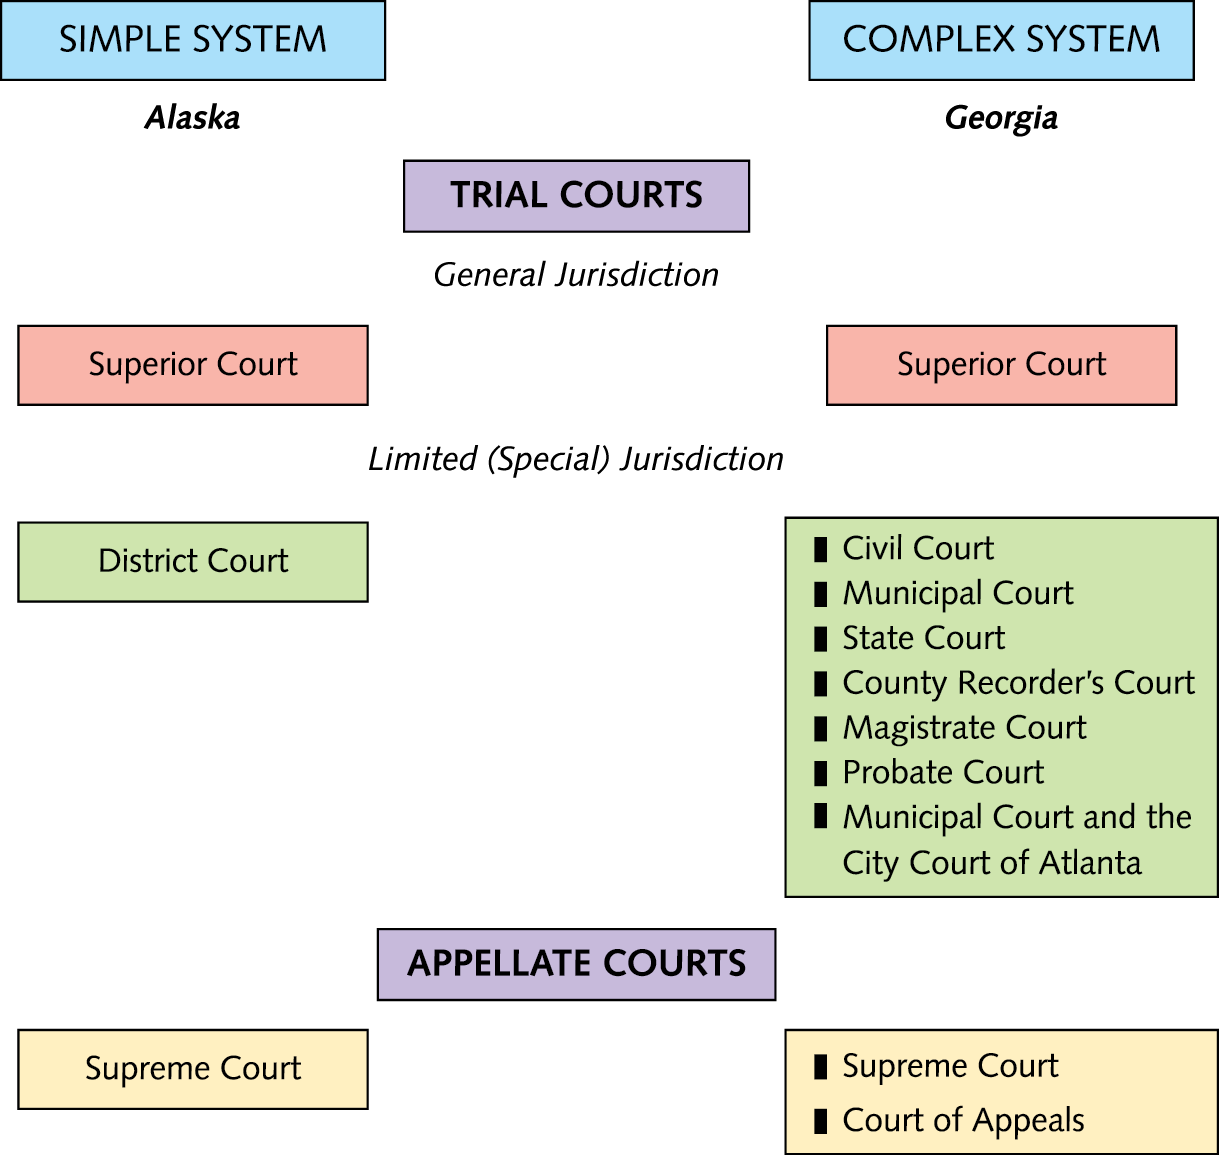 SIMPLE SYSTEM
COMPLEX SYSTEM
Alaska
Georgia
TRIAL COURTS
General Jurisdiction
Superior Court
Superior Court
Limited (Special) Jurisdiction
District Court
Civil Court
Municipal Court
State Court
County Recorder's Court
Magistrate Court
Probate Court
Municipal Court and the
City Court of Atlanta
APPELLATE COURTS
Supreme Court
Supreme Court
Court of Appeals